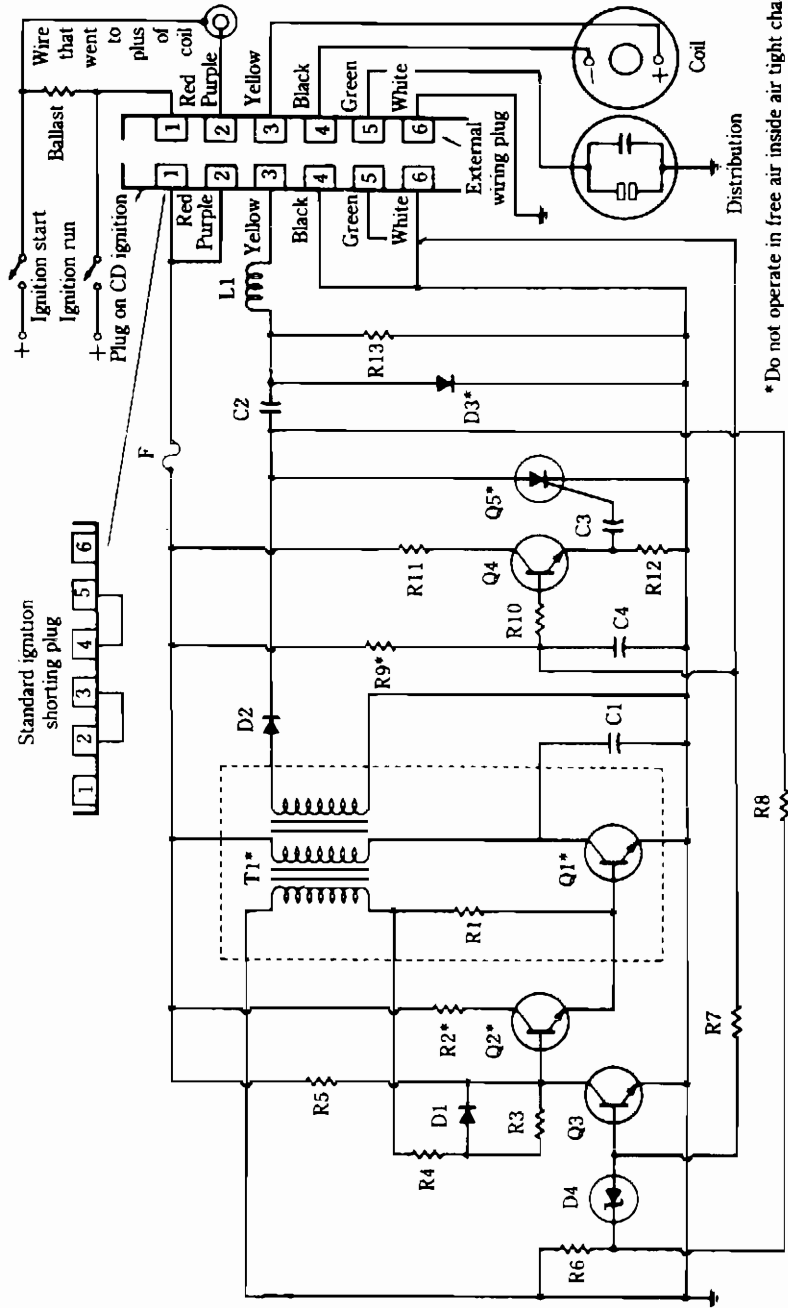 Standard ignition
shorting plug
1
2
3
4
5
6
+
Ignition start
Ignition run
+
Plug on CD ignition
Ballast
Wire
that
went
to
plus
of
coil
F
1
2
3
4
5
6
Red
Purple
Yellow
Black
Green
White
1
2
3
4
5
6
Red
Purple
Yellow
Black
Green
White
External
wiring plug
L1
R13
C2
D3*
Q5*
C3
R11
Q4
R12
R10
C4
R9*
D2
C1
T1*
Q1*
R1
R2*
Q2*
R5
D1
R3
R4
Q3
D4
R6
R7
R8
-
+
Coil
Distribution
*Do not operate in free air inside air tight cha